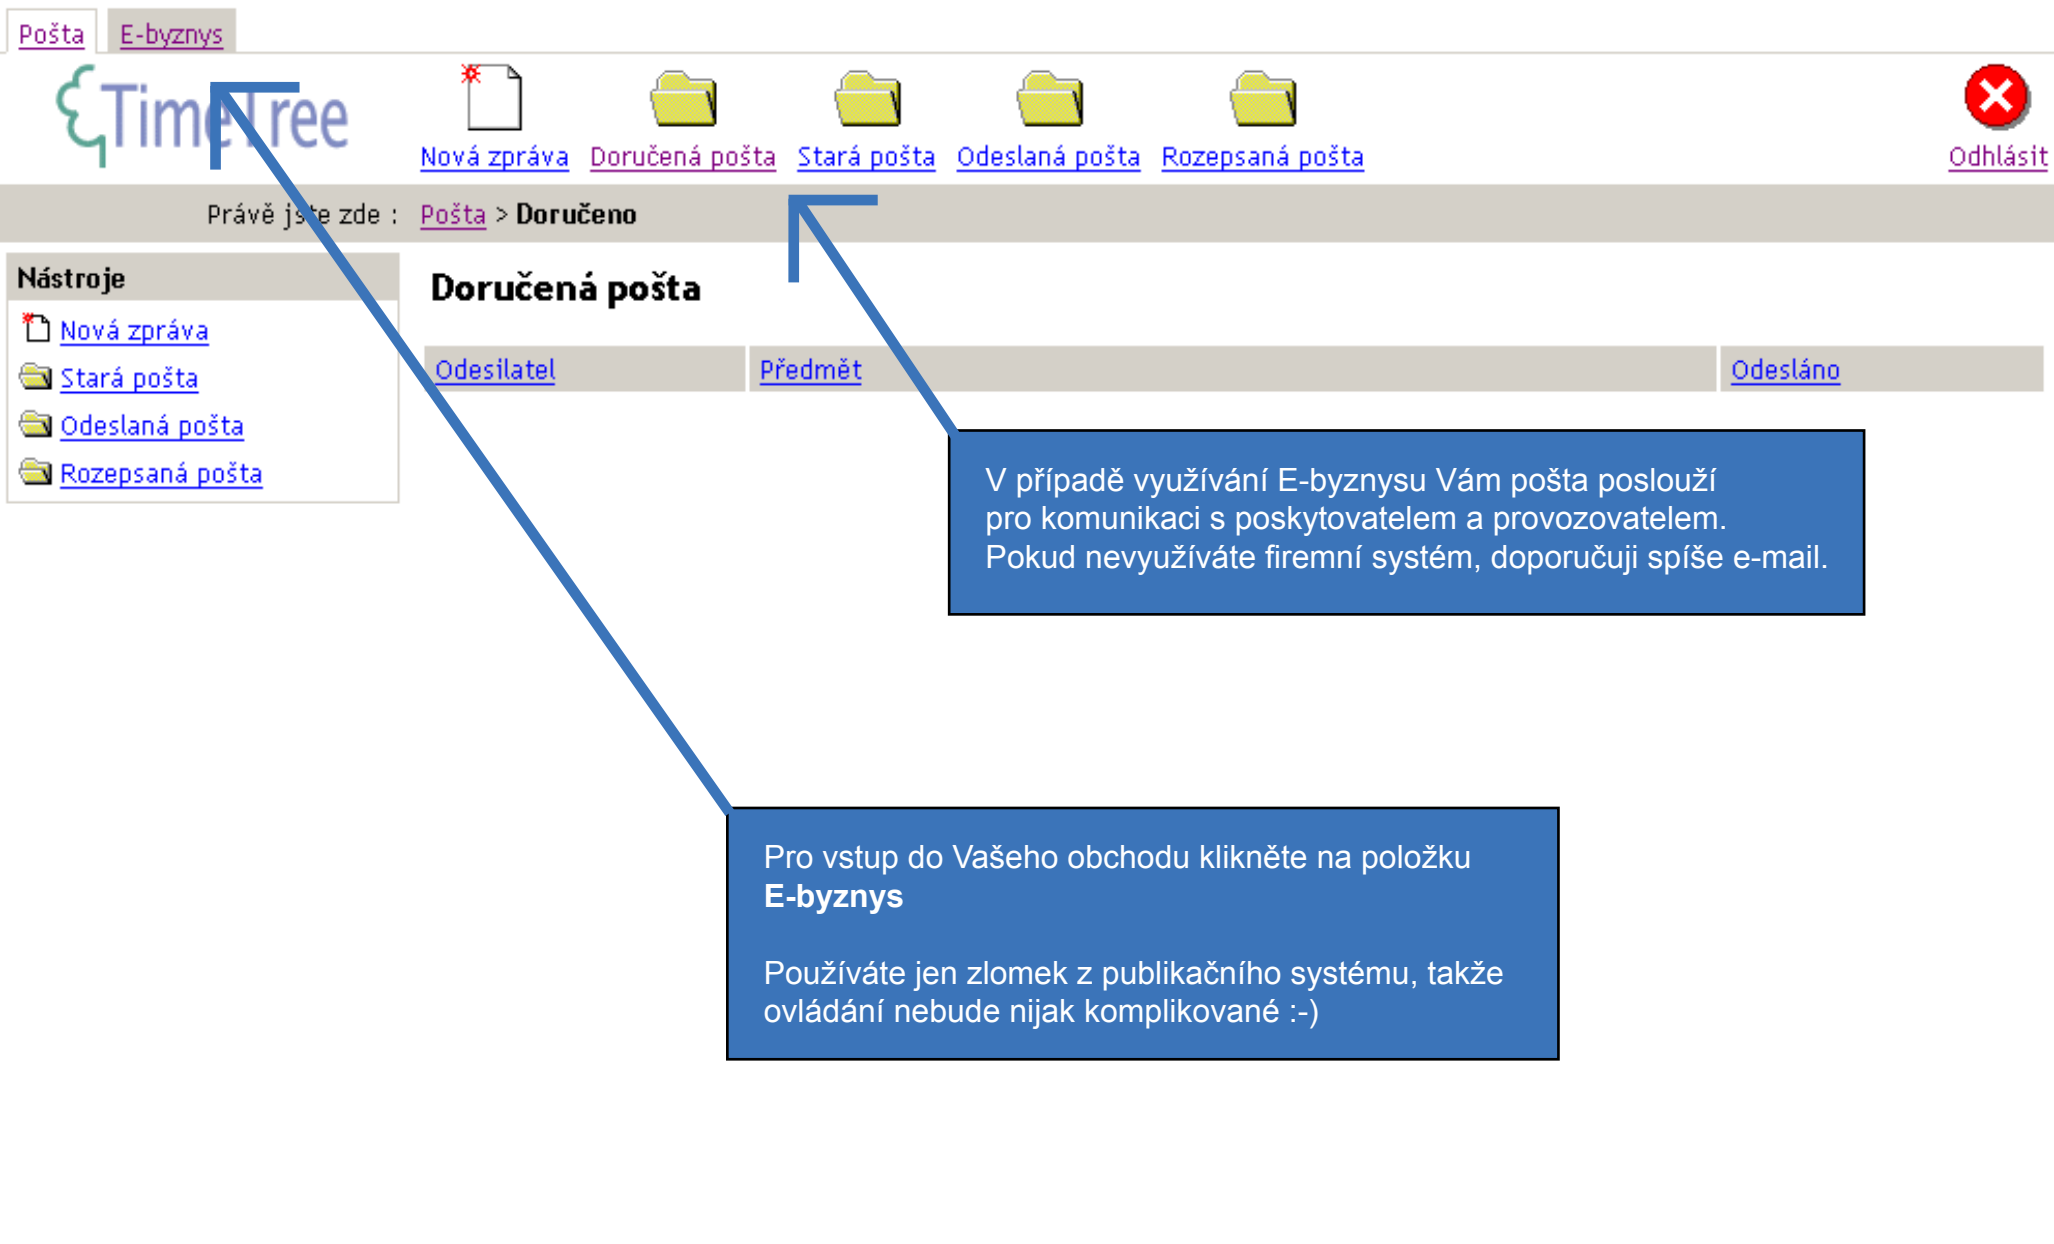 Pošta E-byznys
TimeTree
Nová zpráva Doručená pošta Stará pošta Odeslaná pošta Rozepsaná pošta Odhlásit
Právě jste zde : Pošta > Doručeno
Nástroje
Nová zpráva
Stará pošta
Odeslaná pošta
Rozepsaná pošta
Doručená pošta
Odesilatel Předmět Odesláno
V případě využívání E-byznysu Vám pošta poslouží
pro komunikaci s poskytovatelem a provozovatelem.
Pokud nevyužíváte firemní systém, doporučuji spíše e-mail.
Pro vstup do Vašeho obchodu klikněte na položku
E-byznys
Používáte jen zlomek z publikačního systému, takže
ovládání nebude nijak komplikované :-)